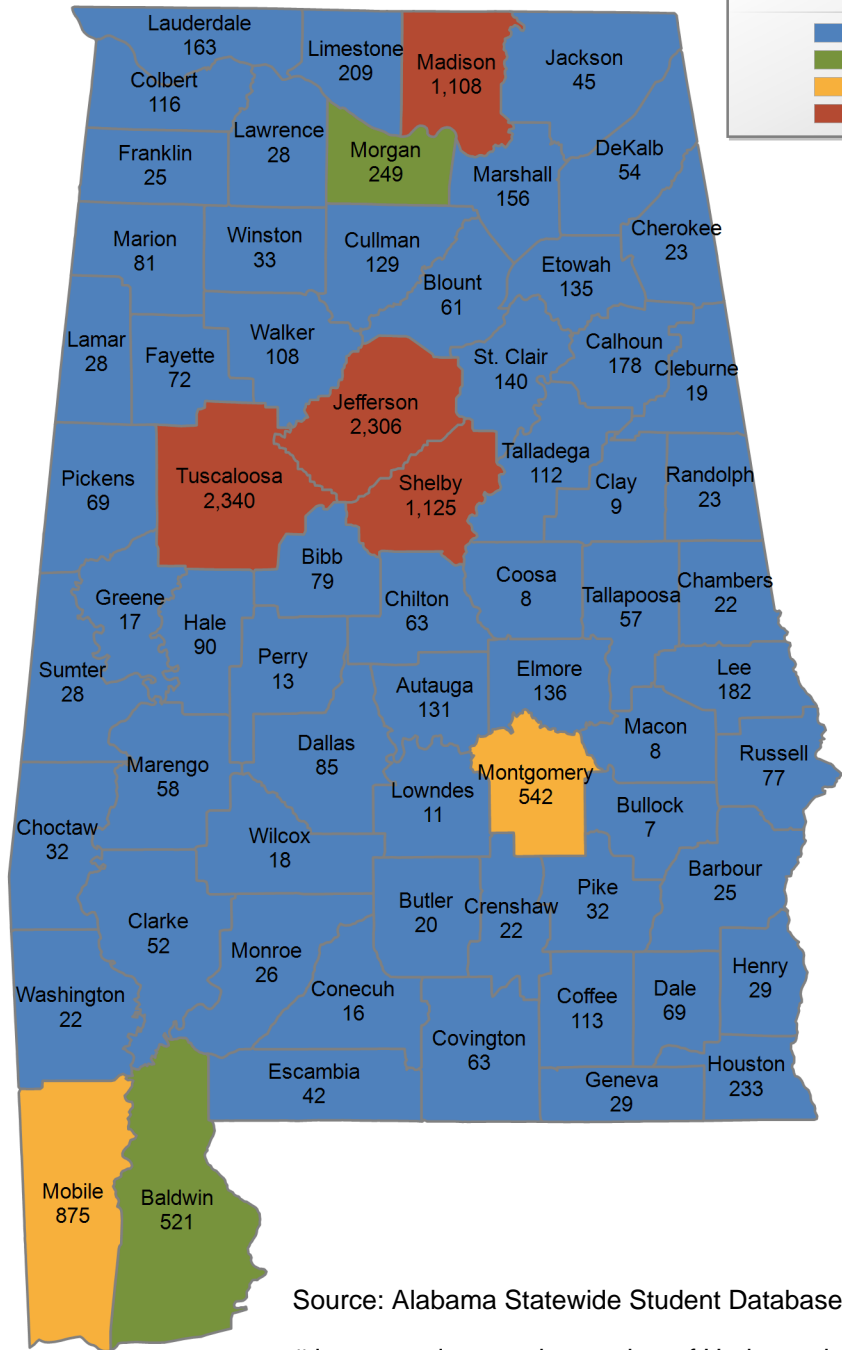 Lauderdale
163
Limestone
209
Madison
1,108
Jackson
45
Colbert
116
Lawrence
28
Franklin
25
Morgan
249
Marshall
156
DeKalb
54
Marion
81
Winston
33
Cullman
129
Blount
61
Etowah
135
Cherokee
23
Lamar
28
Fayette
72
Walker
108
St. Clair
140
Calhoun
178
Cleburne
19
Jefferson
2,306
Pickens
69
Tuscaloosa
2,340
Shelby
1,125
Talladega
112
Clay
9
Randolph
23
Bibb
79
Greene
17
Hale
90
Chilton
63
Coosa
8
Tallapoosa
57
Chambers
22
Sumter
28
Perry
13
Autauga
131
Elmore
136
Lee
182
Marengo
58
Dallas
85
Lowndes
11
Montgomery
542
Macon
8
Russell
77
Choctaw
32
Wilcox
18
Bullock
7
Barbour
25
Clarke
52
Butler
20
Crenshaw
22
Pike
32
Monroe
26
Conecuh
16
Washington
22
Covington
63
Coffee
113
Dale
69
Henry
29
Escambia
42
Geneva
29
Houston
233
Mobile
875
Baldwin
521
Source: Alabama Statewide Student Database